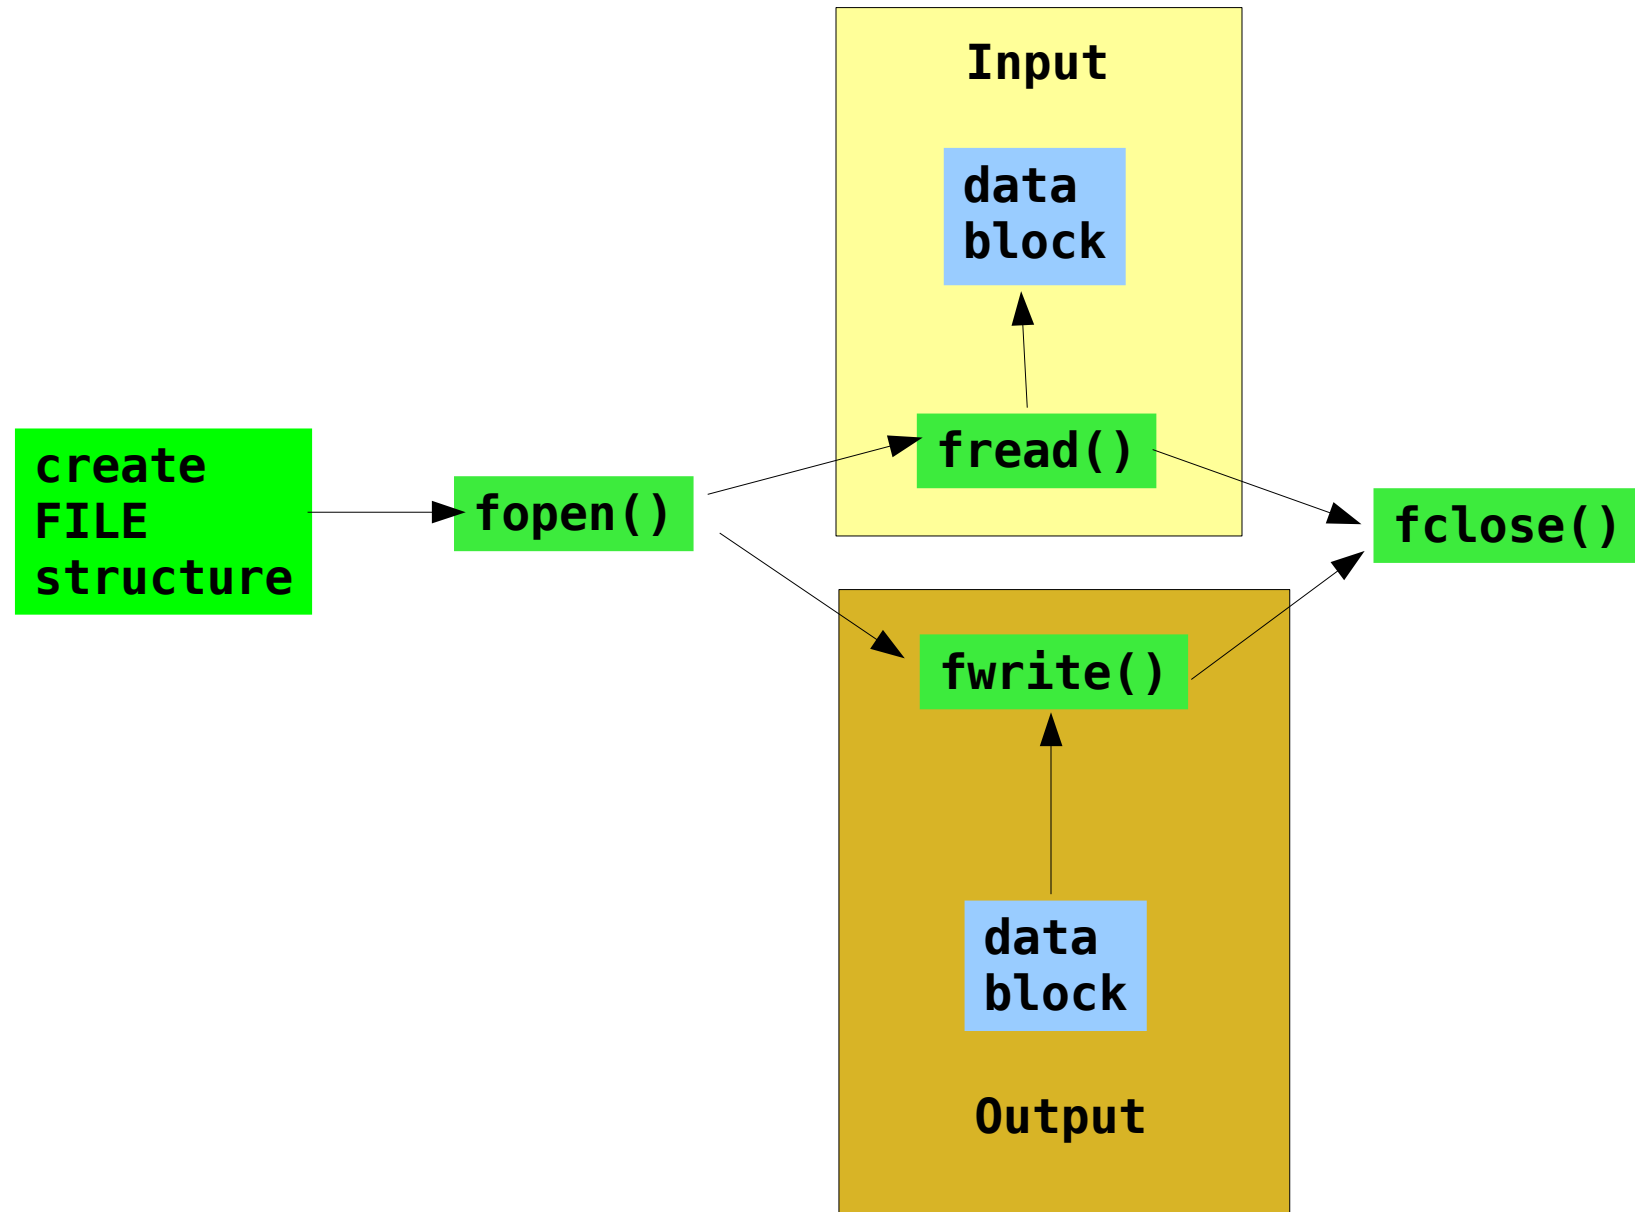 Input
data
block
fread()
create
FILE
structure
fopen()
fclose()
fwrite()
data
block
Output